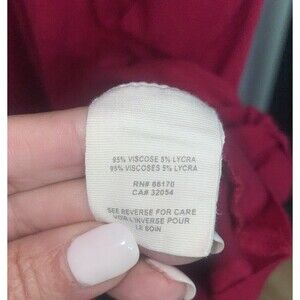 95% VISCOSE 5% LYCRA
95% VISCOSES 5% LYCRA
RN# 86170
CA# 32054
SEE REVERSE FOR CARE
VOIR L'INVERSE POUR
LE SOIN